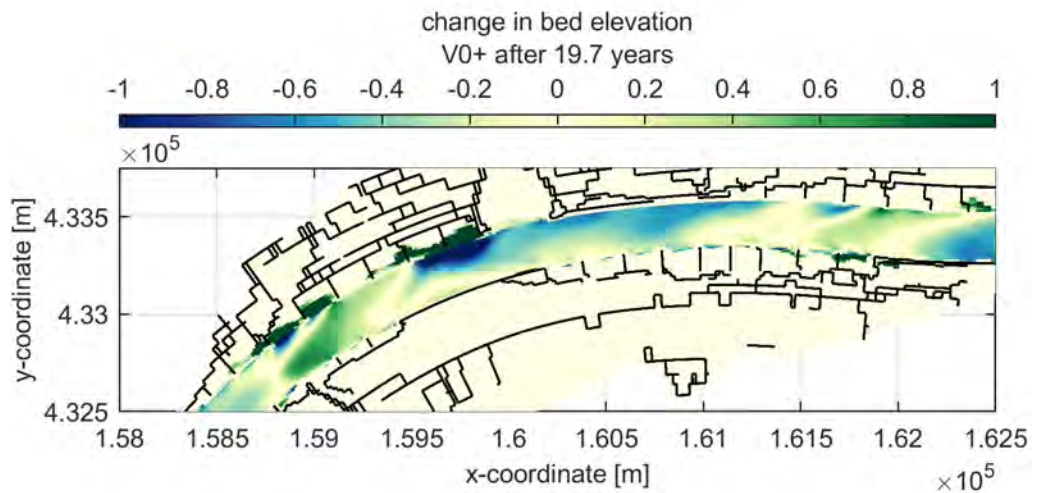 change in bed elevation
V0+ after 19.7 years
-1 -0.8 -0.6 -0.4 -0.2 0 0.2 0.4 0.6 0.8 1
×10⁵
4.335
4.33
4.325
y-coordinate [m]
1.58 1.585 1.59 1.595 1.6 1.605 1.61 1.615 1.62 1.625
x-coordinate [m]
×10⁵